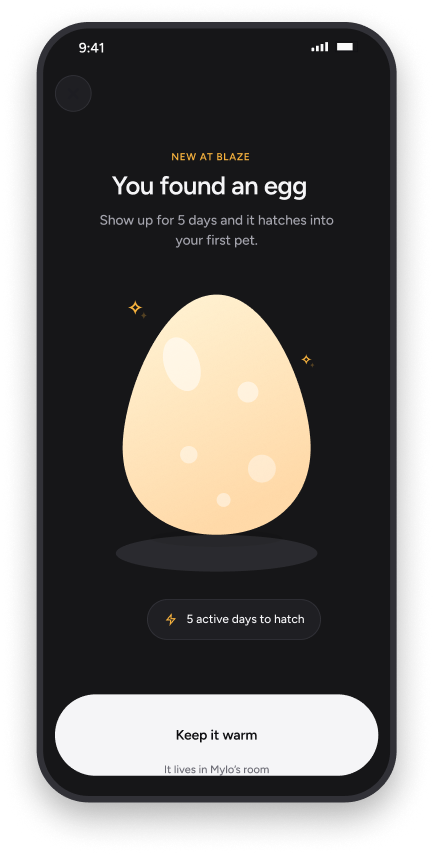 9:41
NEW AT BLAZE
You found an egg
Show up for 5 days and it hatches into
your first pet.
5 active days to hatch
Keep it warm
It lives in Mylo's room